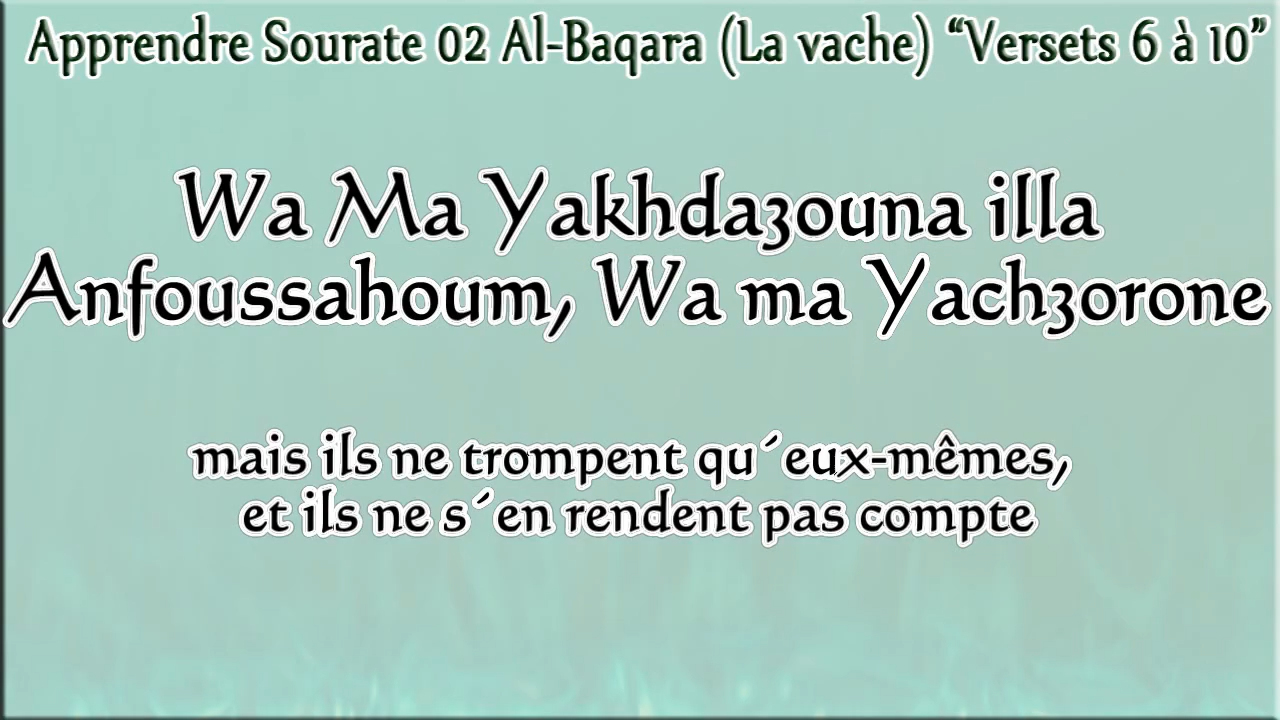 Apprendre Sourate 02 Al-Baqara (La vache) “Versets 6 à 10”
Wa Ma Yakhdaʒouna illa
Anfoussahoum, Wa ma Yachʒorone
mais ils ne trompent qu´eux-mêmes,
et ils ne s´en rendent pas compte